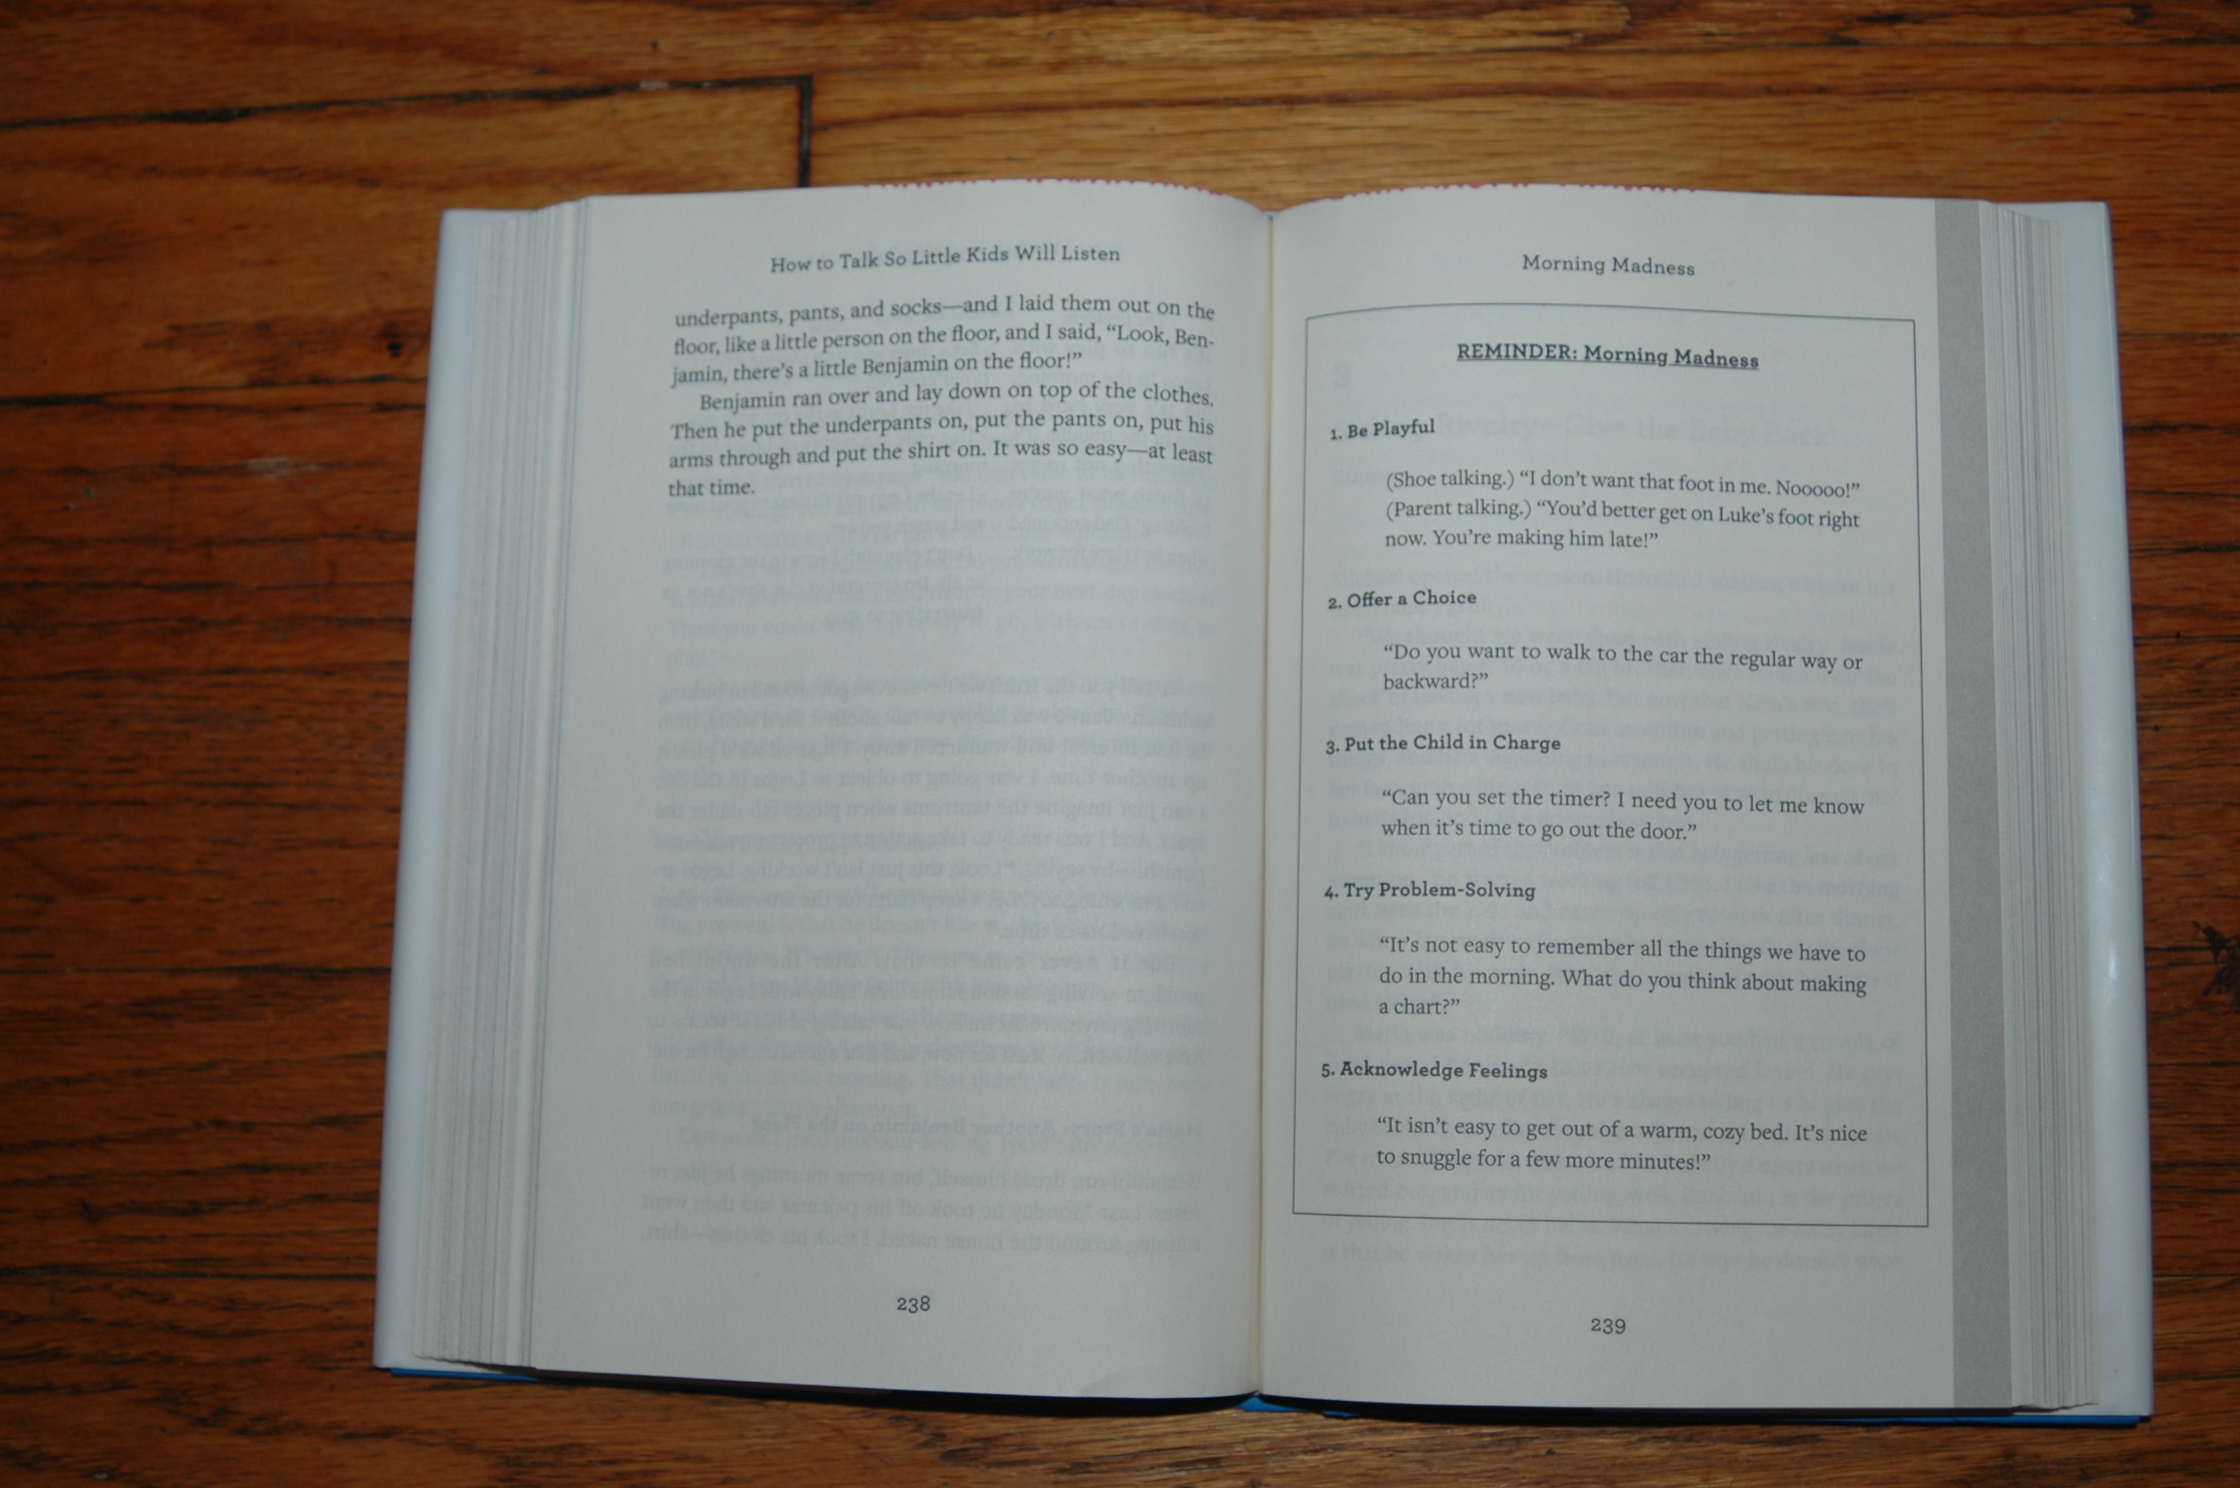 How to Talk So Little Kids Will Listen
underpants, pants, and socks—and I laid them out on the
floor, like a little person on the floor, and I said, “Look, Ben-
jamin, there’s a little Benjamin on the floor!”
Benjamin ran over and lay down on top of the clothes.
Then he put the underpants on, put the pants on, put his
arms through and put the shirt on. It was so easy—at least
that time.
238
Morning Madness
REMINDER: Morning Madness
1. Be Playful
(Shoe talking.) “I don’t want that foot in me. Nooooo!”
(Parent talking.) “You’d better get on Luke’s foot right
now. You’re making him late!”
2. Offer a Choice
“Do you want to walk to the car the regular way or
backward?”
3. Put the Child in Charge
“Can you set the timer? I need you to let me know
when it’s time to go out the door.”
4. Try Problem-Solving
“It’s not easy to remember all the things we have to
do in the morning. What do you think about making
a chart?”
5. Acknowledge Feelings
“It isn’t easy to get out of a warm, cozy bed. It’s nice
to snuggle for a few more minutes!”
239